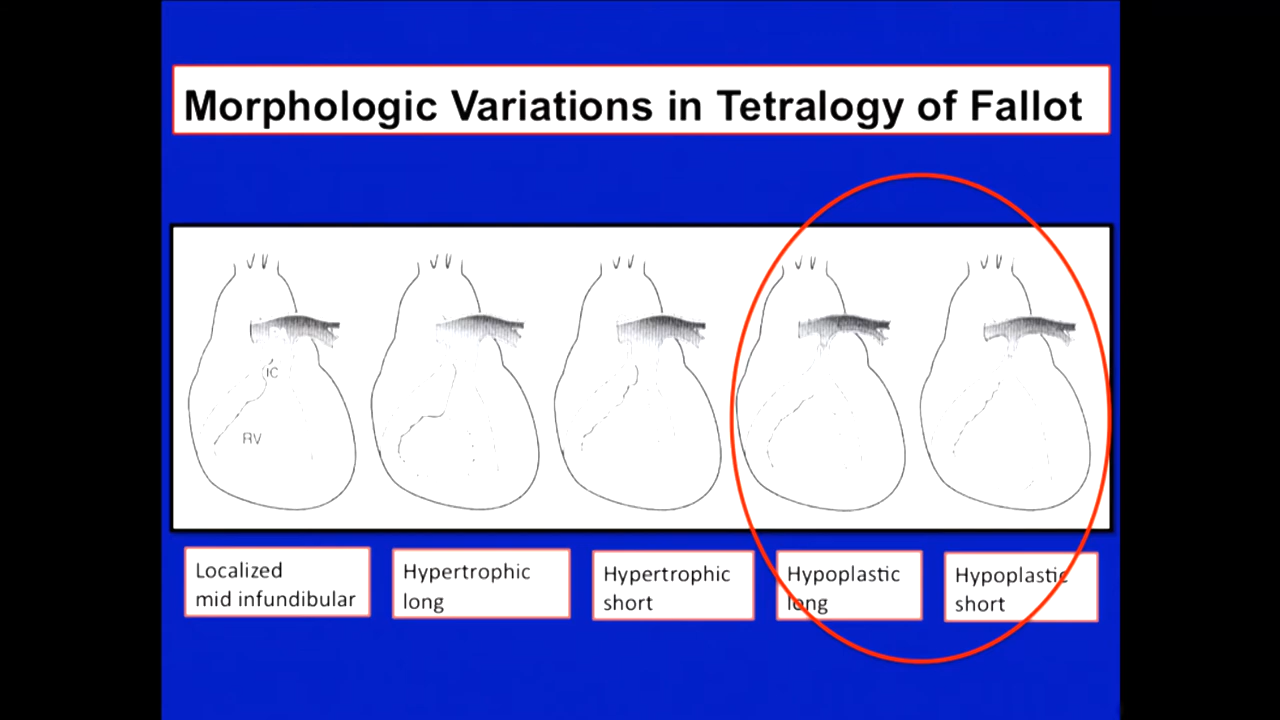 Morphologic Variations in Tetralogy of Fallot
IC
RV
Localized
mid infundibular
Hypertrophic
long
Hypertrophic
short
Hypoplastic
long
Hypoplastic
short